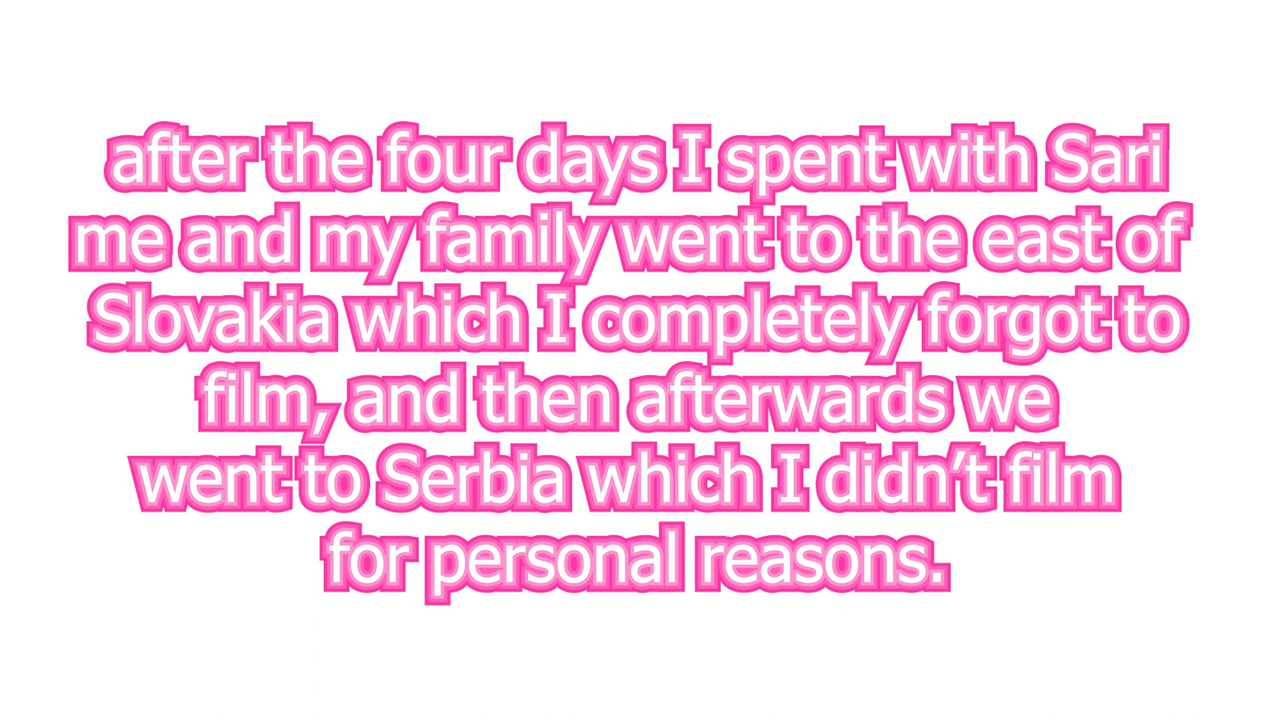 after the four days I spent with Sari
me and my family went to the east of
Slovakia which I completely forgot to
film, and then afterwards we
went to Serbia which I didn’t film
for personal reasons.